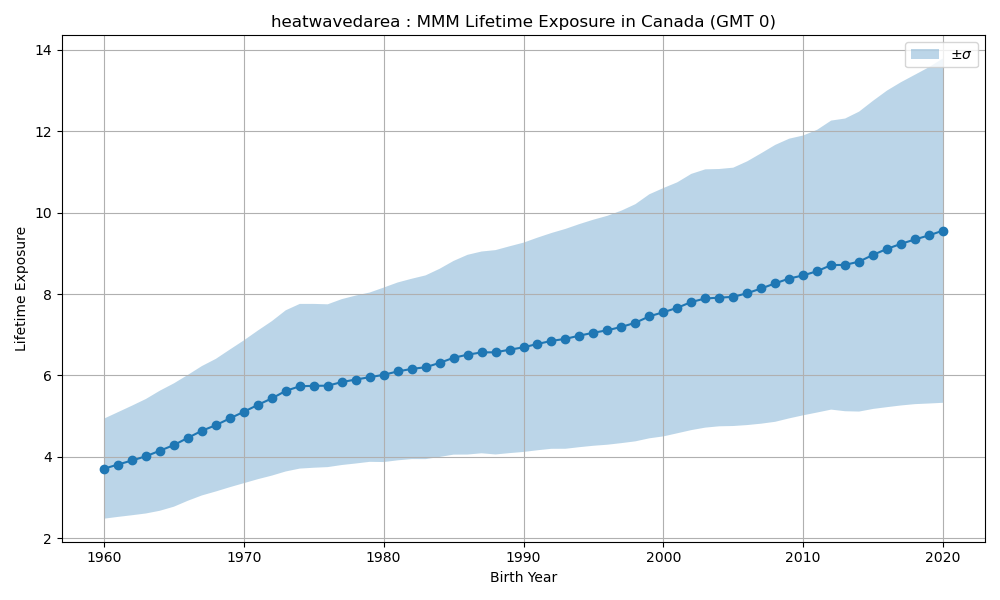 heatwavedarea : MMM Lifetime Exposure in Canada (GMT 0)
±σ
Lifetime Exposure
14
12
10
8
6
4
2
1960 1970 1980 1990 2000 2010 2020
Birth Year